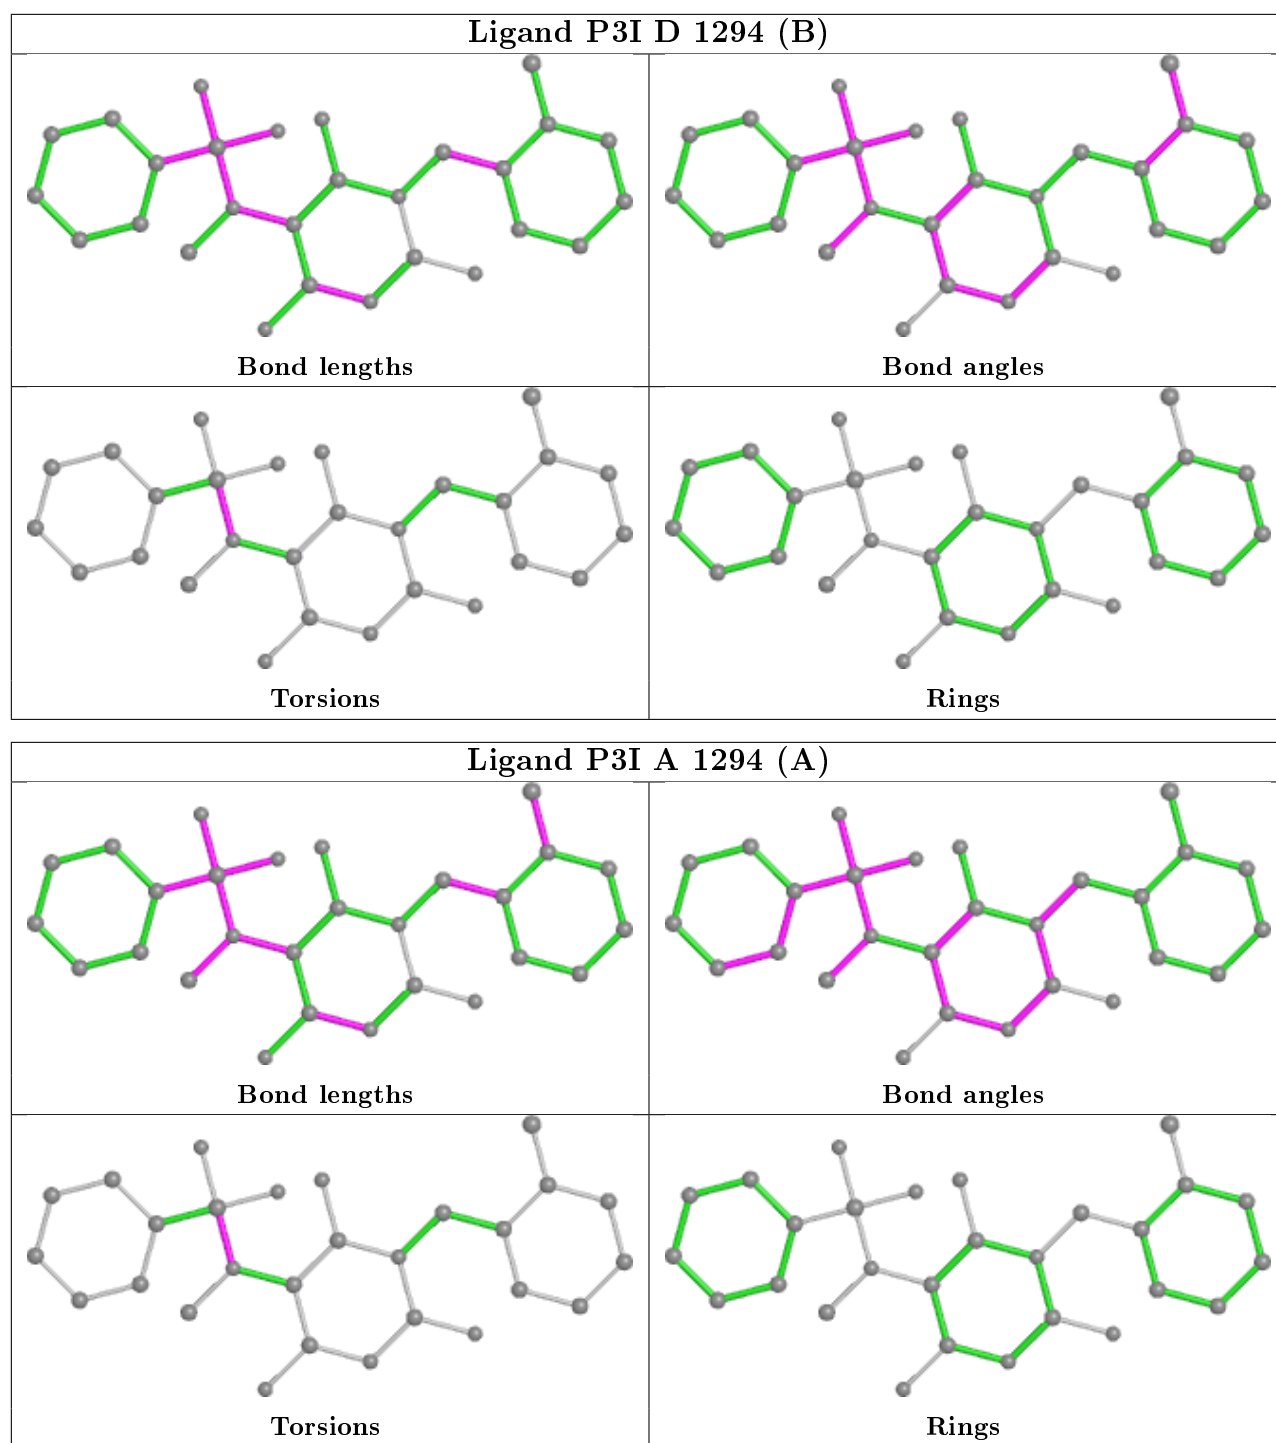 Ligand P3I D 1294 (B)
Bond lengths
Bond angles
Torsions
Rings
Ligand P3I A 1294 (A)
Bond lengths
Bond angles
Torsions
Rings